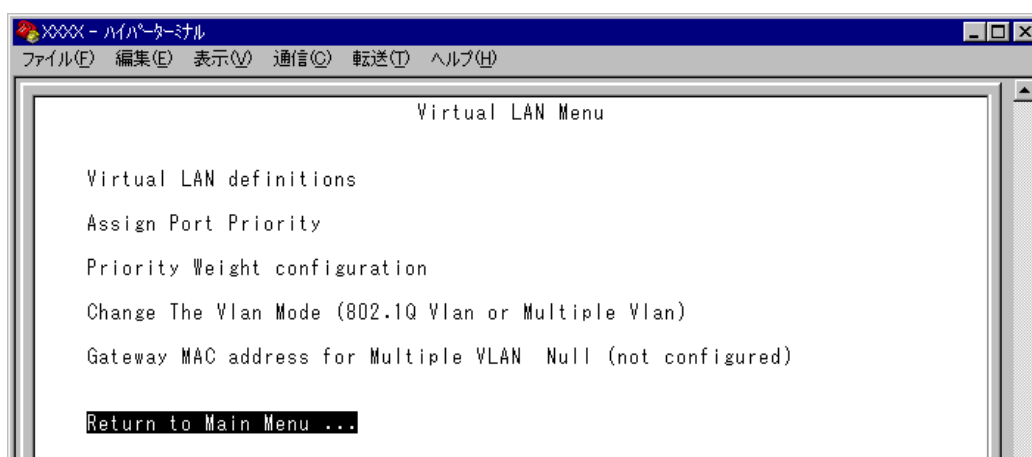 XXXX - ハイパーターミナル
ファイル(F) 編集(E) 表示(V) 通信(C) 転送(T) ヘルプ(H)
Virtual LAN Menu
Virtual LAN definitions
Assign Port Priority
Priority Weight configuration
Change The Vlan Mode (802.1Q Vlan or Multiple Vlan)
Gateway MAC address for Multiple VLAN  Null (not configured)
Return to Main Menu ...